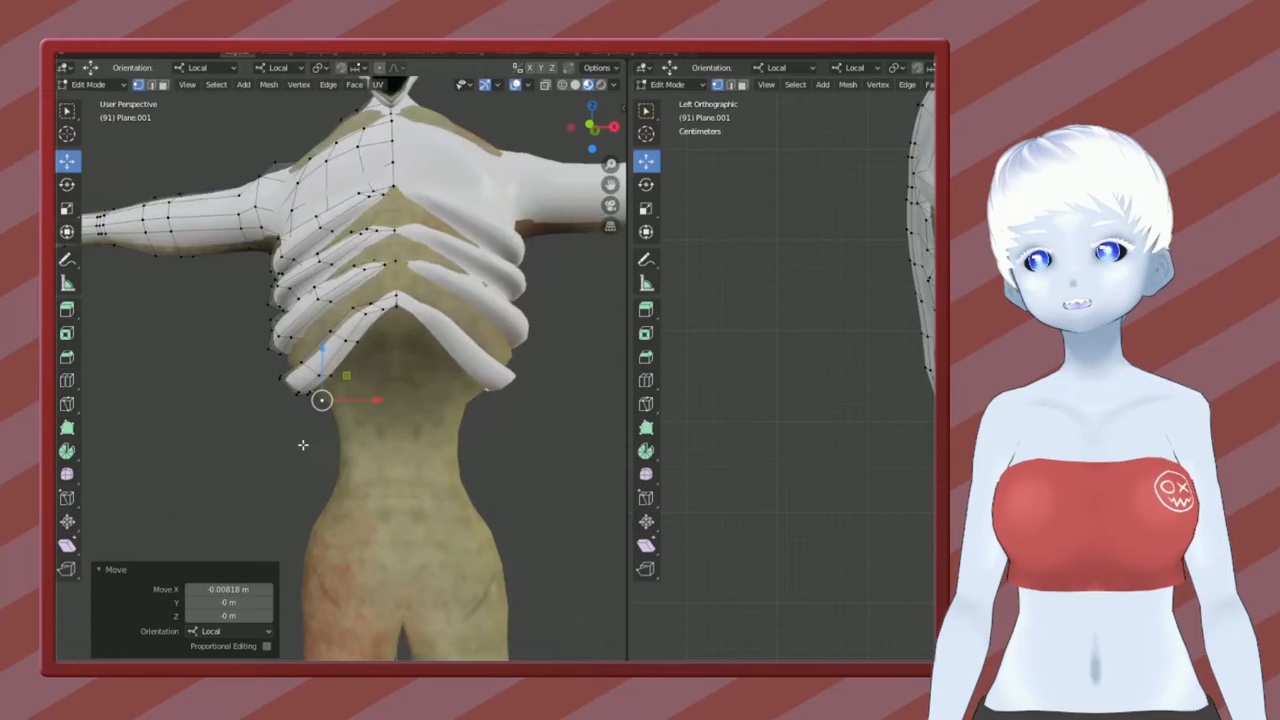 Orientation: Local Local X Y Z Options
Edit Mode View Select Add Mesh Vertex Edge Face UV
User Perspective
(91) Plane.001
Move
Move X -0.00818 m
Y -0 m
Z -0 m
Orientation Local
Proportional Editing
Orientation: Local Local
Edit Mode View Select Add Mesh Vertex Edge
Left Orthographic
(91) Plane.001
Centimeters